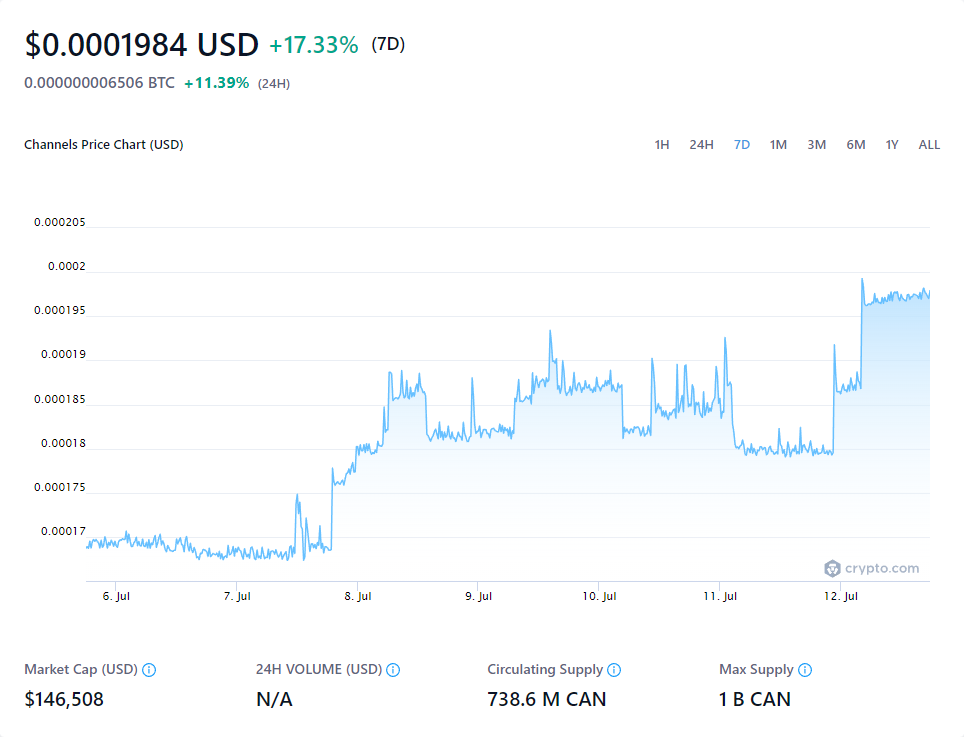 $0.0001984 USD +17.33% (7D)
0.000000006506 BTC +11.39% (24H)
Channels Price Chart (USD) 1H 24H 7D 1M 3M 6M 1Y ALL
0.000205
0.0002
0.000195
0.00019
0.000185
0.00018
0.000175
0.00017
crypto.com
6. Jul 7. Jul 8. Jul 9. Jul 10. Jul 11. Jul 12. Jul
Market Cap (USD) 24H VOLUME (USD) Circulating Supply Max Supply
$146,508 N/A 738.6 M CAN 1 B CAN